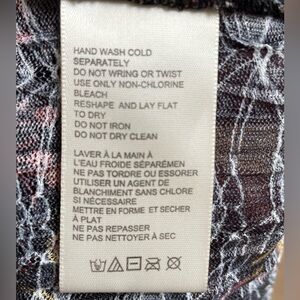 HAND WASH COLD
SEPARATELY
DO NOT WRING OR TWIST
USE ONLY NON-CHLORINE
BLEACH
RESHAPE AND LAY FLAT
TO DRY
DO NOT IRON
DO NOT DRY CLEAN
LAVER À LA MAIN À
L'EAU FROIDE SÉPARÉMEN
NE PAS TORDRE OU ESSORER
UTILISER UN AGENT DE
BLANCHIMENT SANS CHLORE
SI NÉCESSAIRE
METTRE EN FORME ET SECHER
À PLAT
NE PAS REPASSER
NE PAS NETTOYER À SEC